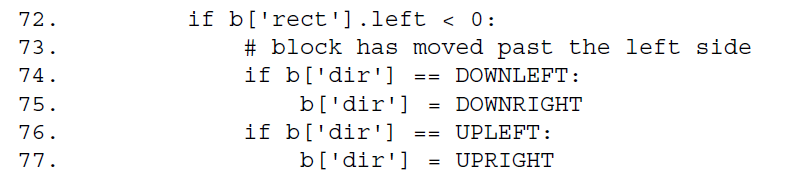 72.         if b['rect'].left < 0:
73.             # block has moved past the left side
74.             if b['dir'] == DOWNLEFT:
75.                 b['dir'] = DOWNRIGHT
76.             if b['dir'] == UPLEFT:
77.                 b['dir'] = UPRIGHT